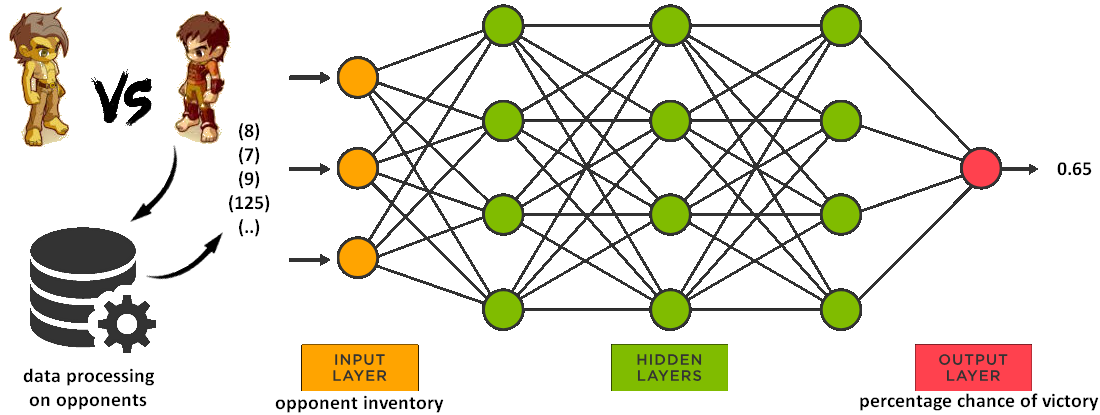 VS
(8)
(7)
(9)
(125)
(..)
data processing
on opponents
INPUT
LAYER
opponent inventory
HIDDEN
LAYERS
0.65
OUTPUT
LAYER
percentage chance of victory